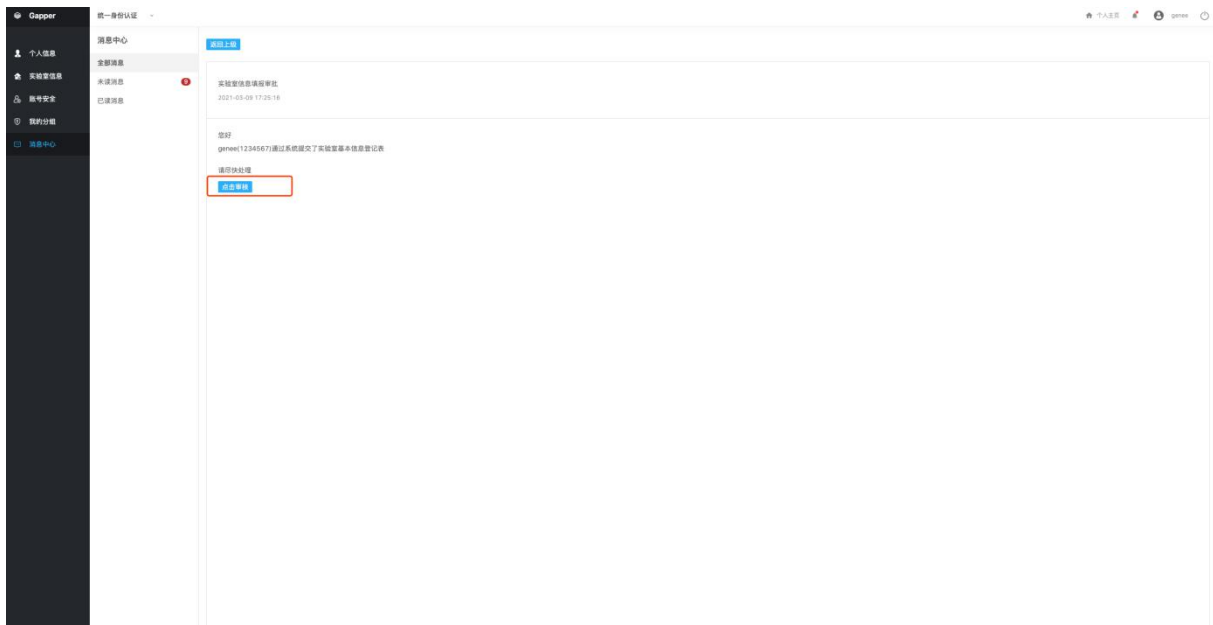 Gapper
统一身份认证
个人主页
genee
个人信息
实验室信息
账号安全
我的分组
消息中心
消息中心
全部消息
未读消息 9
已读消息
返回上级
实验室信息填报审批
2021-03-09 17:25:16
您好
genee(1234567)通过系统提交了实验室基本信息登记表
请尽快处理
点击审核